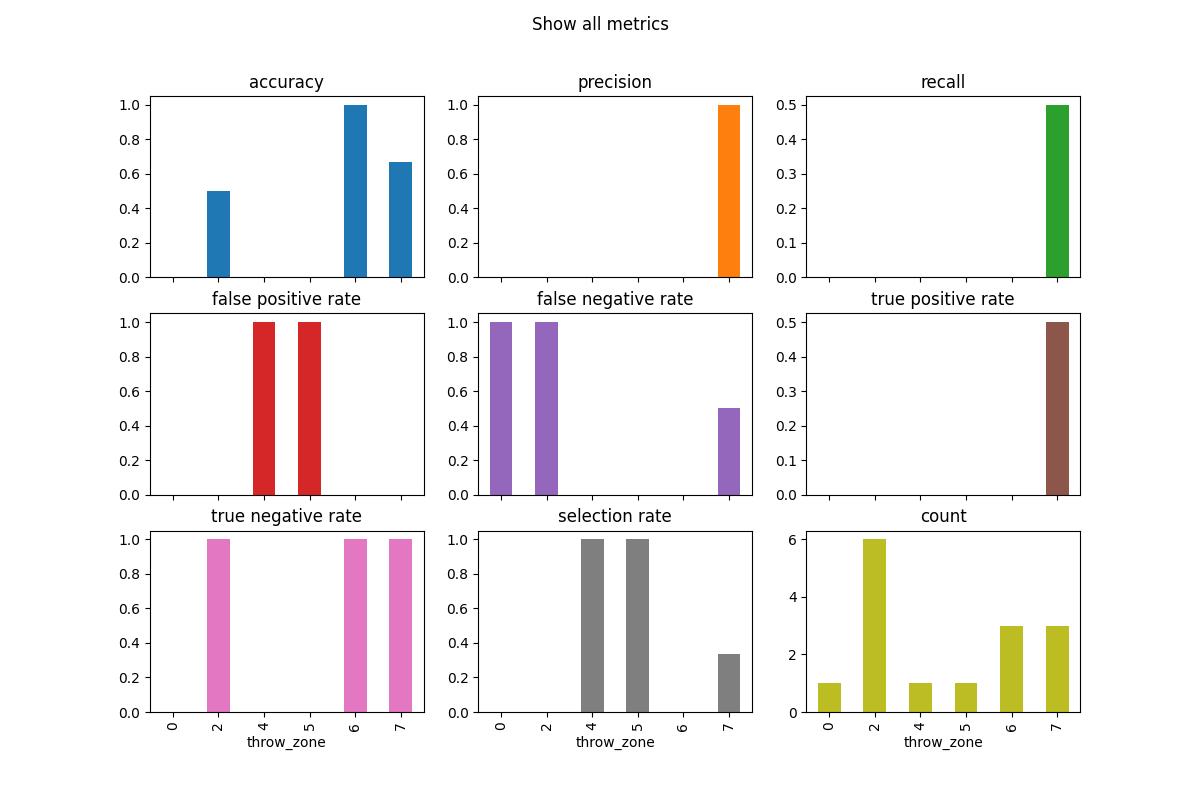 Show all metrics
accuracy precision recall
1.0 1.0 0.5
0.8 0.8 0.4
0.6 0.6 0.3
0.4 0.4 0.2
0.2 0.2 0.1
0.0 0.0 0.0
false positive rate false negative rate true positive rate
1.0 1.0 0.5
0.8 0.8 0.4
0.6 0.6 0.3
0.4 0.4 0.2
0.2 0.2 0.1
0.0 0.0 0.0
true negative rate selection rate count
1.0 1.0 6
0.8 0.8
0.6 0.6 4
0.4 0.4
0.2 0.2 2
0.0 0.0 0
0 2 4 5 6 7 0 2 4 5 6 7 0 2 4 5 6 7
throw_zone throw_zone throw_zone